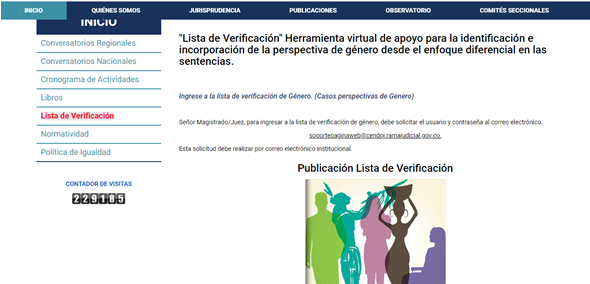 INICIO QUIÉNES SOMOS JURISPRUDENCIA PUBLICACIONES OBSERVATORIO COMITÉS SECCIONALES
INICIO
Conversatorios Regionales
Conversatorios Nacionales
Cronograma de Actividades
Libros
Lista de Verificación
Normatividad
Política de Igualdad
CONTADOR DE VISITAS
229185
"Lista de Verificación" Herramienta virtual de apoyo para la identificación e
incorporación de la perspectiva de género desde el enfoque diferencial en las
sentencias.
Ingrese a la lista de verificación de Género. (Casos perspectivas de Genero)
Señor Magistrado/Juez, para ingresar a la lista de verificación de género, debe solicitar el usuario y contraseña al correo electrónico:
soportepaginaweb@cendoj.ramajudicial.gov.co.
Esta solicitud debe realizar por correo electrónico institucional.
Publicación Lista de Verificación